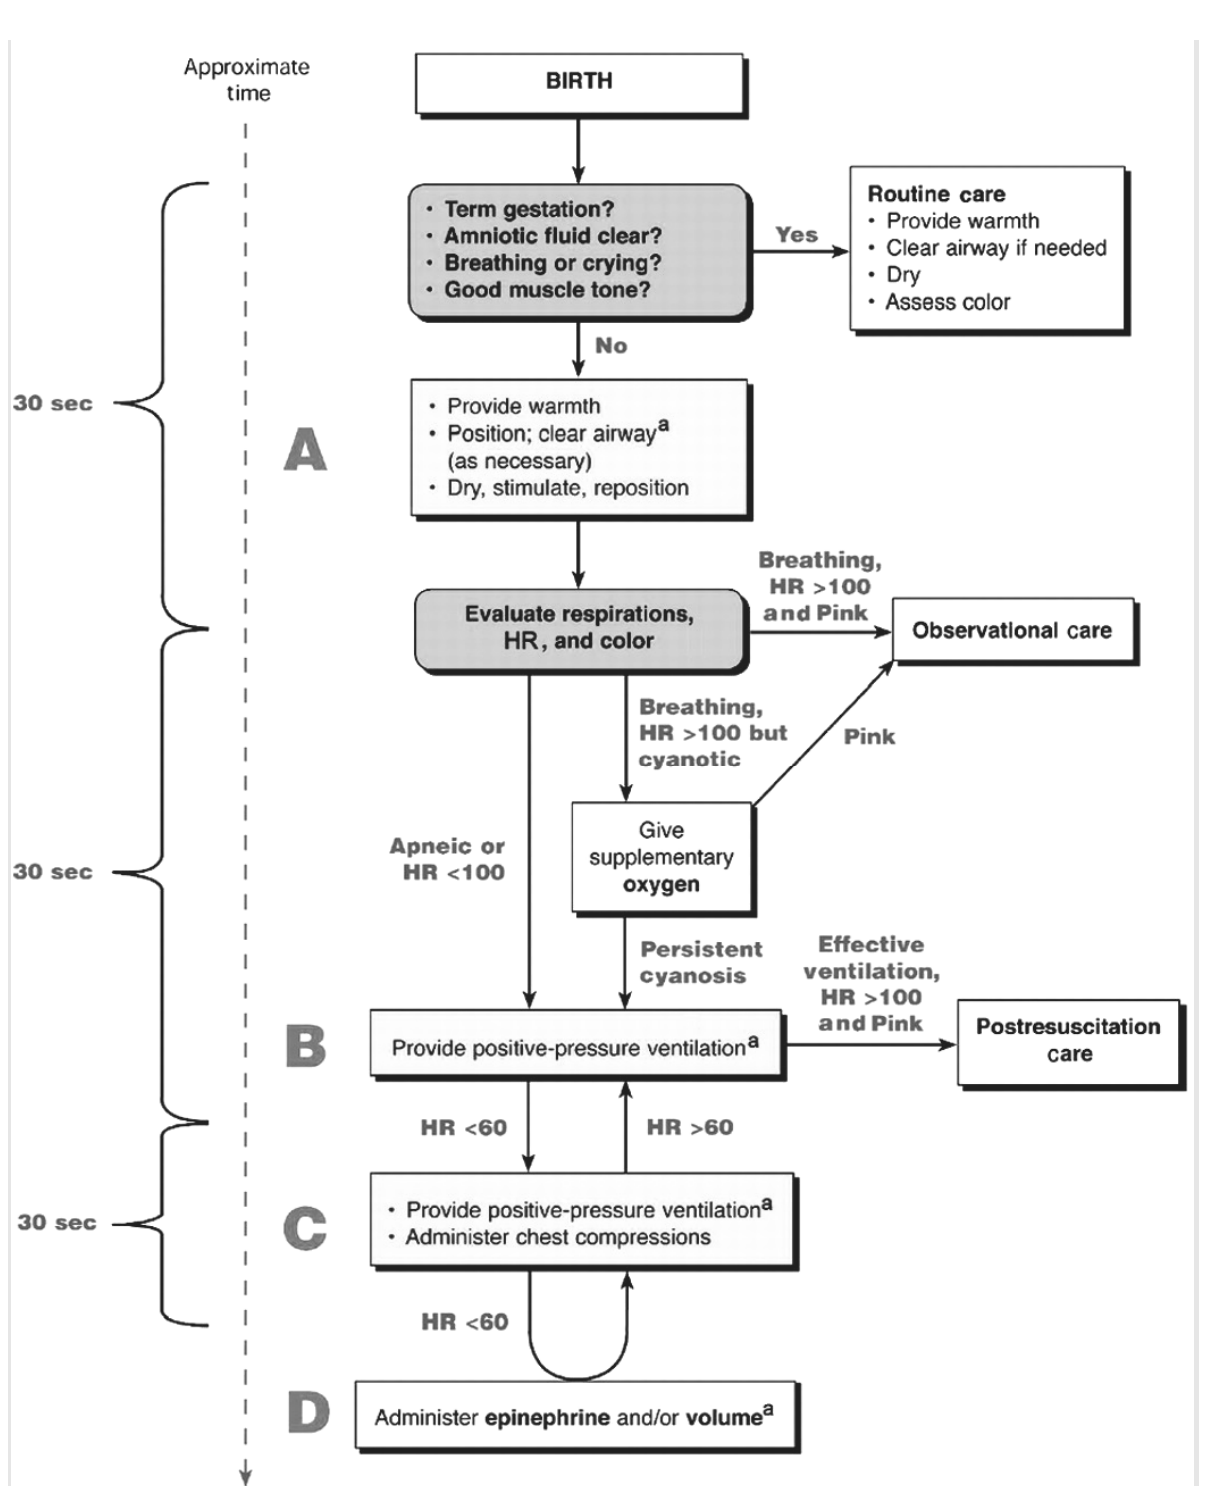 Approximate
time
BIRTH
• Term gestation?
• Amniotic fluid clear?
• Breathing or crying?
• Good muscle tone?
Yes
Routine care
• Provide warmth
• Clear airway if needed
• Dry
• Assess color
No
30 sec
A
• Provide warmth
• Position; clear airwayᵃ
(as necessary)
• Dry, stimulate, reposition
Evaluate respirations,
HR, and color
Breathing,
HR >100
and Pink
Observational care
Breathing,
HR >100 but
cyanotic
Pink
Apneic or
HR <100
30 sec
Give
supplementary
oxygen
Persistent
cyanosis
Effective
ventilation,
HR >100
and Pink
B
Provide positive-pressure ventilationᵃ
Postresuscitation
care
HR <60
HR >60
30 sec
C
• Provide positive-pressure ventilationᵃ
• Administer chest compressions
HR <60
D
Administer epinephrine and/or volumeᵃ